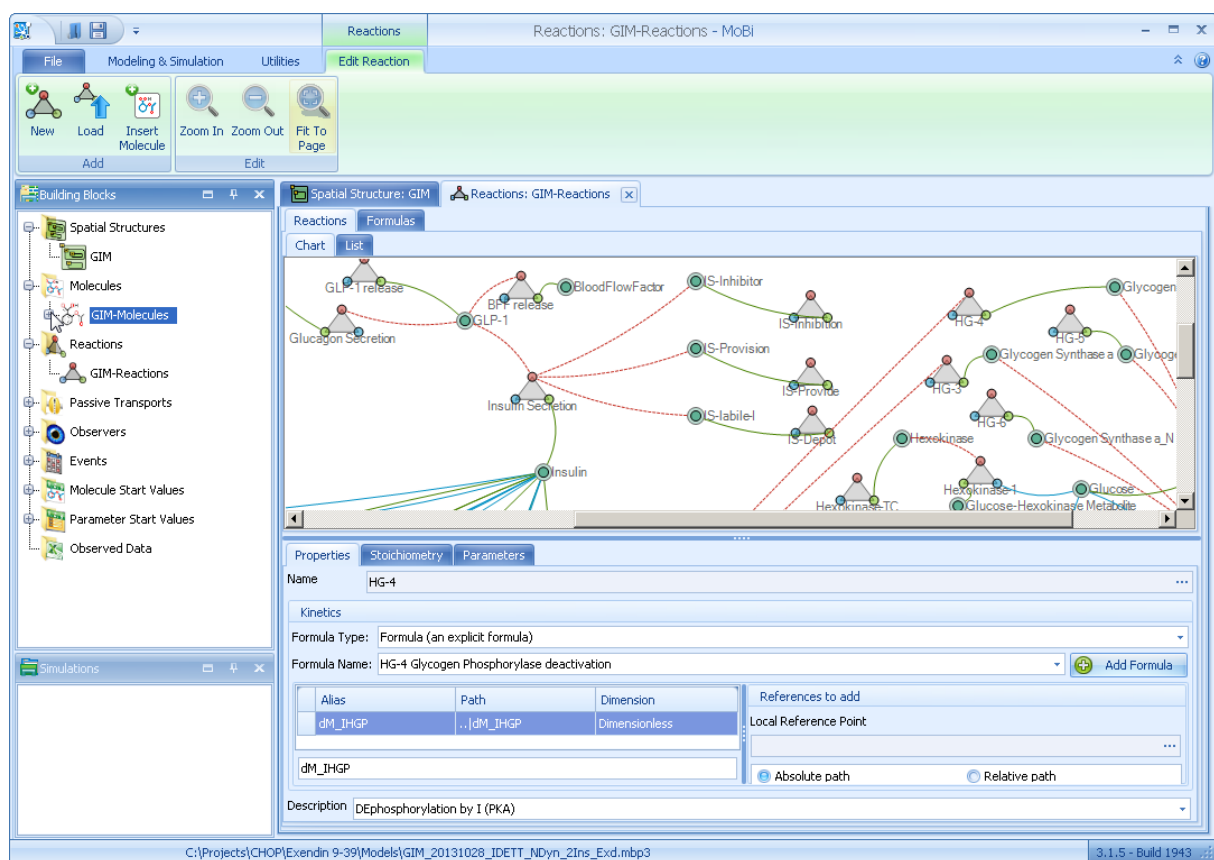 Reactions
Reactions: GIM-Reactions - MoBi
File
Modeling & Simulation
Utilities
Edit Reaction
New
Load
Insert Molecule
Zoom In
Zoom Out
Fit To Page
Add
Edit
Building Blocks
Spatial Structures
GIM
Molecules
GIM-Molecules
Reactions
GIM-Reactions
Passive Transports
Observers
Events
Molecule Start Values
Parameter Start Values
Observed Data
Simulations
Spatial Structure: GIM
Reactions: GIM-Reactions
Reactions
Formulas
Chart
List
GLP-1 release
BFF release
BloodFlowFactor
IS-Inhibitor
IS-Inhibition
HG-4
Glycogen
Glucagon Secretion
GLP-1
HG-5
IS-Provision
Glycogen Synthase a
IS-Provide
HG-3
Insulin Secretion
IS-labile-I
HG-6
IS-Depot
Hexokinase
Glycogen Synthase a_N
Insulin
Hexokinase-1
Glucose
Hexokinase-TC
Glucose-Hexokinase Metabolite
Properties
Stoichiometry
Parameters
Name
HG-4
...
Kinetics
Formula Type:
Formula (an explicit formula)
Formula Name:
HG-4 Glycogen Phosphorylase deactivation
Add Formula
Alias
Path
Dimension
dM_IHGP
..|dM_IHGP
Dimensionless
dM_IHGP
References to add
Local Reference Point
...
Absolute path
Relative path
Description
DEphosphorylation by I (PKA)
C:\Projects\CHOP\Exendin 9-39\Models\GIM_20131028_IDETT_NDyn_2Ins_Exd.mbp3
3.1.5 - Build 1943